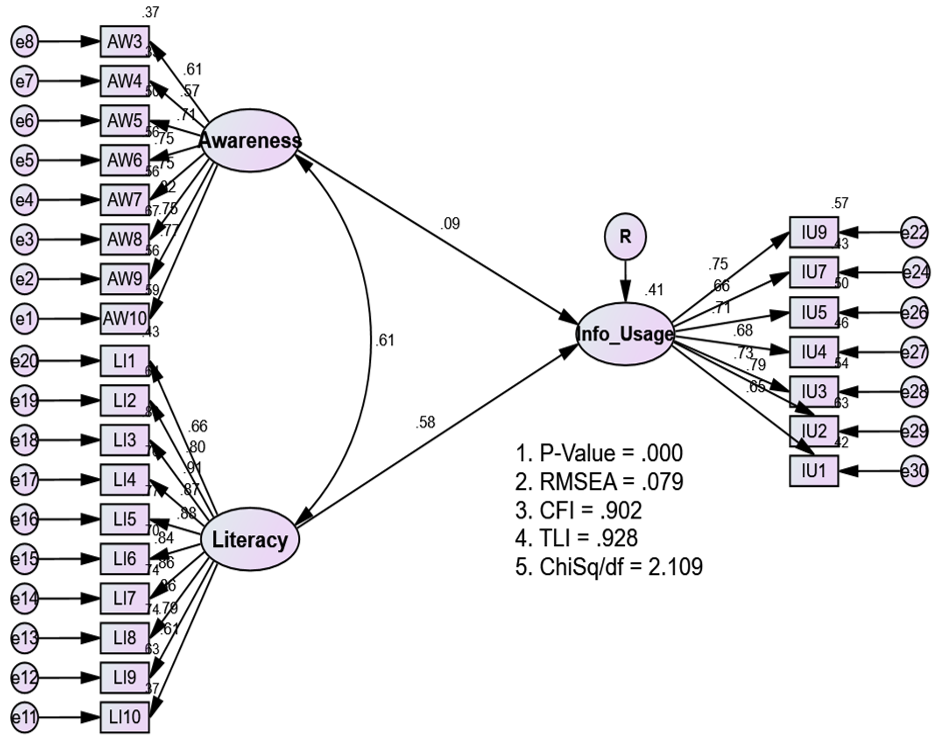 .37
e8 AW3
.61
e7 AW4
.57
e6 AW5
.71
e5 AW6
.56 .75
e4 AW7
.56 .75
e3 AW8
.67 .75
e2 AW9
.56 .77
e1 AW10
.59
Awareness
.43
e20 LI1
e19 LI2
.66
e18 LI3
.80
e17 LI4
.91
.87
e16 LI5
.88
e15 LI6
.70 .84
e14 LI7
.74 .86
e13 LI8
.74 .79
e12 LI9
.63 .61
e11 LI10
.37
Literacy
.09
.61
.58
R
.41
Info_Usage
.57
IU9 e22
.75
.43
IU7 e24
.66
.50
IU5 e26
.71
.46
IU4 e27
.68
.54
IU3 e28
.73
.79
.63
IU2 e29
.65
.42
IU1 e30
1. P-Value = .000
2. RMSEA = .079
3. CFI = .902
4. TLI = .928
5. ChiSq/df = 2.109